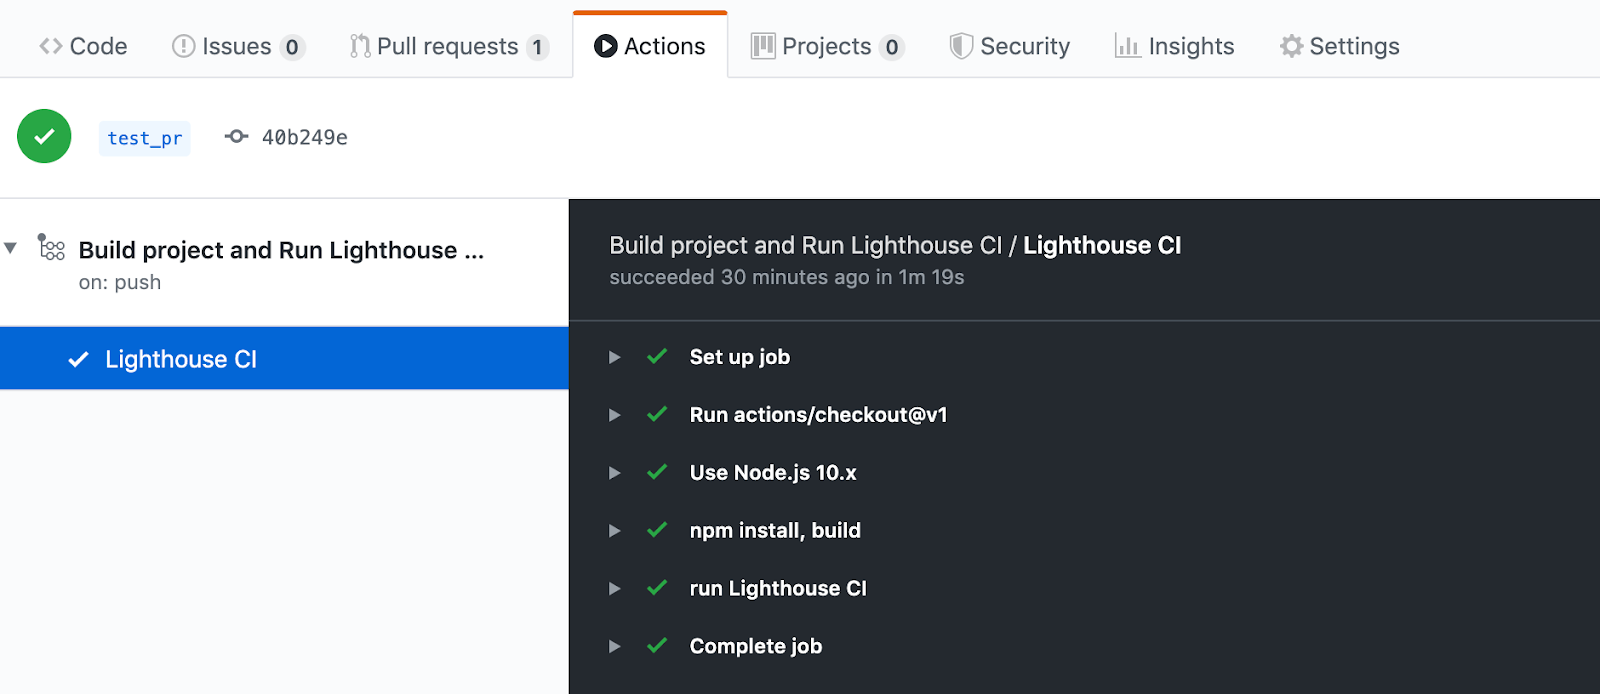 Code Issues 0 Pull requests 1 Actions Projects 0 Security Insights Settings
test_pr 40b249e
Build project and Run Lighthouse ...
on: push
Lighthouse CI
Build project and Run Lighthouse CI / Lighthouse CI
succeeded 30 minutes ago in 1m 19s
Set up job
Run actions/checkout@v1
Use Node.js 10.x
npm install, build
run Lighthouse CI
Complete job